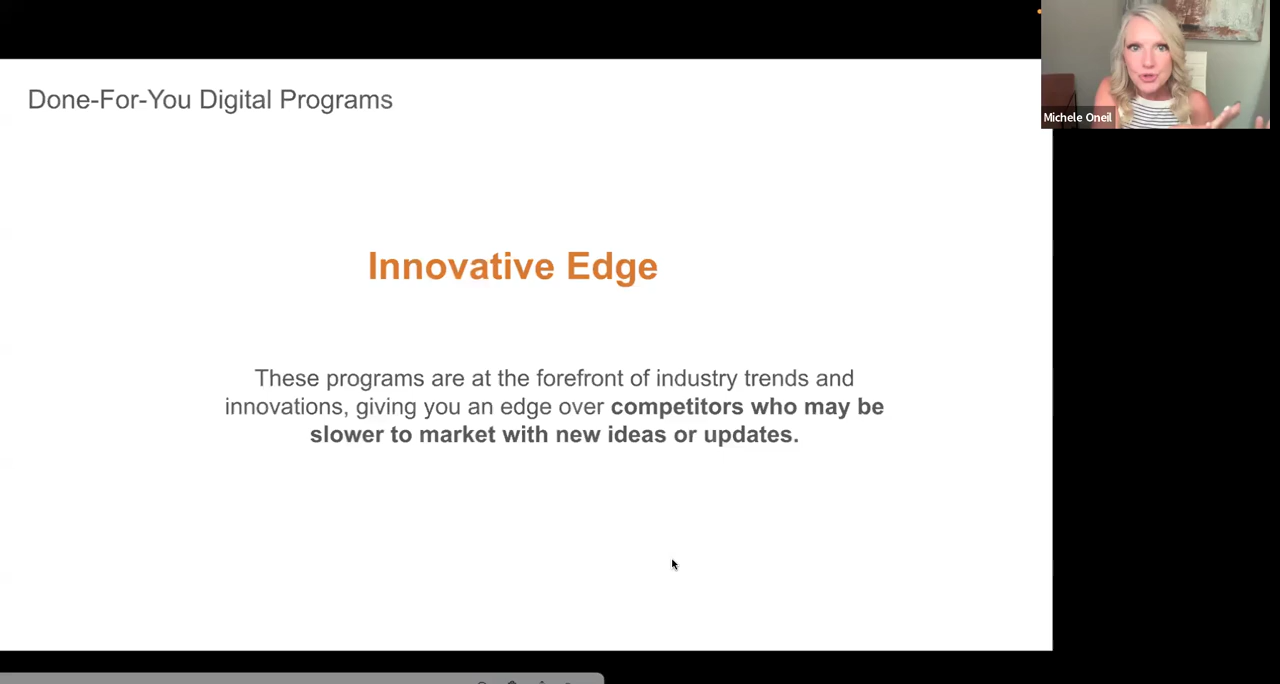 Done-For-You Digital Programs
Michele Oneil
Innovative Edge
These programs are at the forefront of industry trends and
innovations, giving you an edge over competitors who may be
slower to market with new ideas or updates.